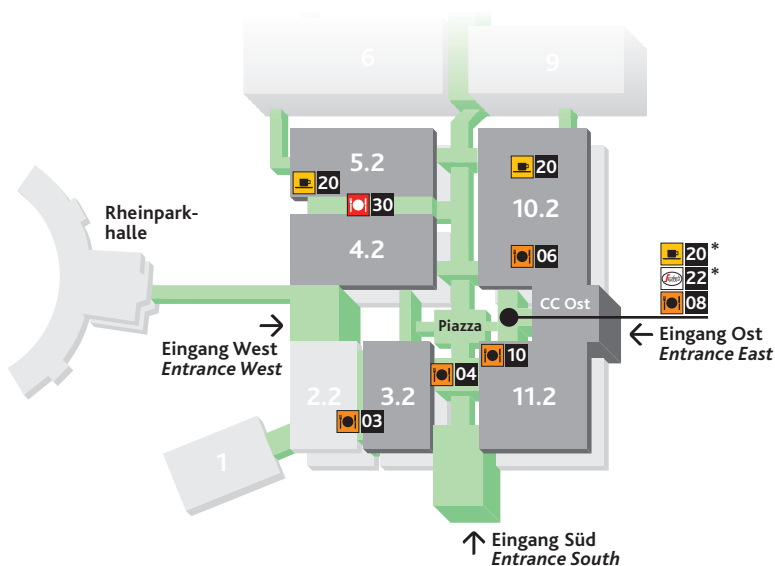 6
9
5.2
20
20
Rheinpark-
halle
30
10.2
4.2
06
20 *
22 *
08
CC Ost
Piazza
Eingang West
Entrance West
Eingang Ost
Entrance East
10
04
2.2
3.2
11.2
03
1
Eingang Süd
Entrance South